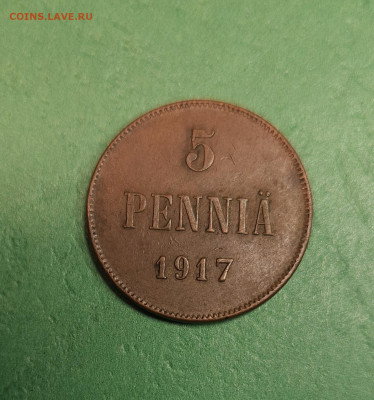 COINS.LAVE.RU
5
PENNIÄ
1917